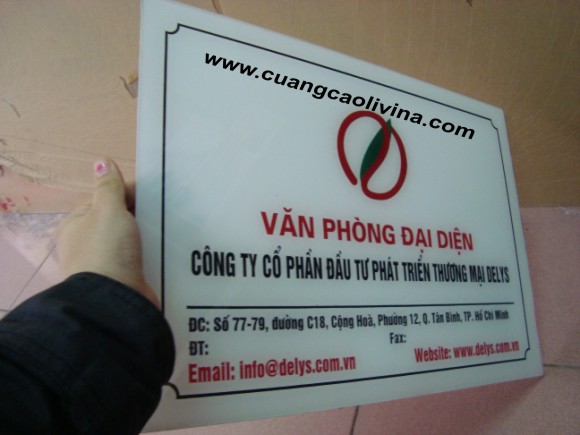 www.cuangcaolivina.com
VĂN PHÒNG ĐẠI DIỆN
CÔNG TY CỔ PHẦN ĐẦU TƯ PHÁT TRIỂN THƯƠNG MẠI DELYS
ĐC: Số 77-79, đường C18, Cộng Hoà, Phường 12, Q. Tân Bình, TP. Hồ Chí Minh
ĐT: Fax:
Email: info@delys.com.vn Website: www.delys.com.vn